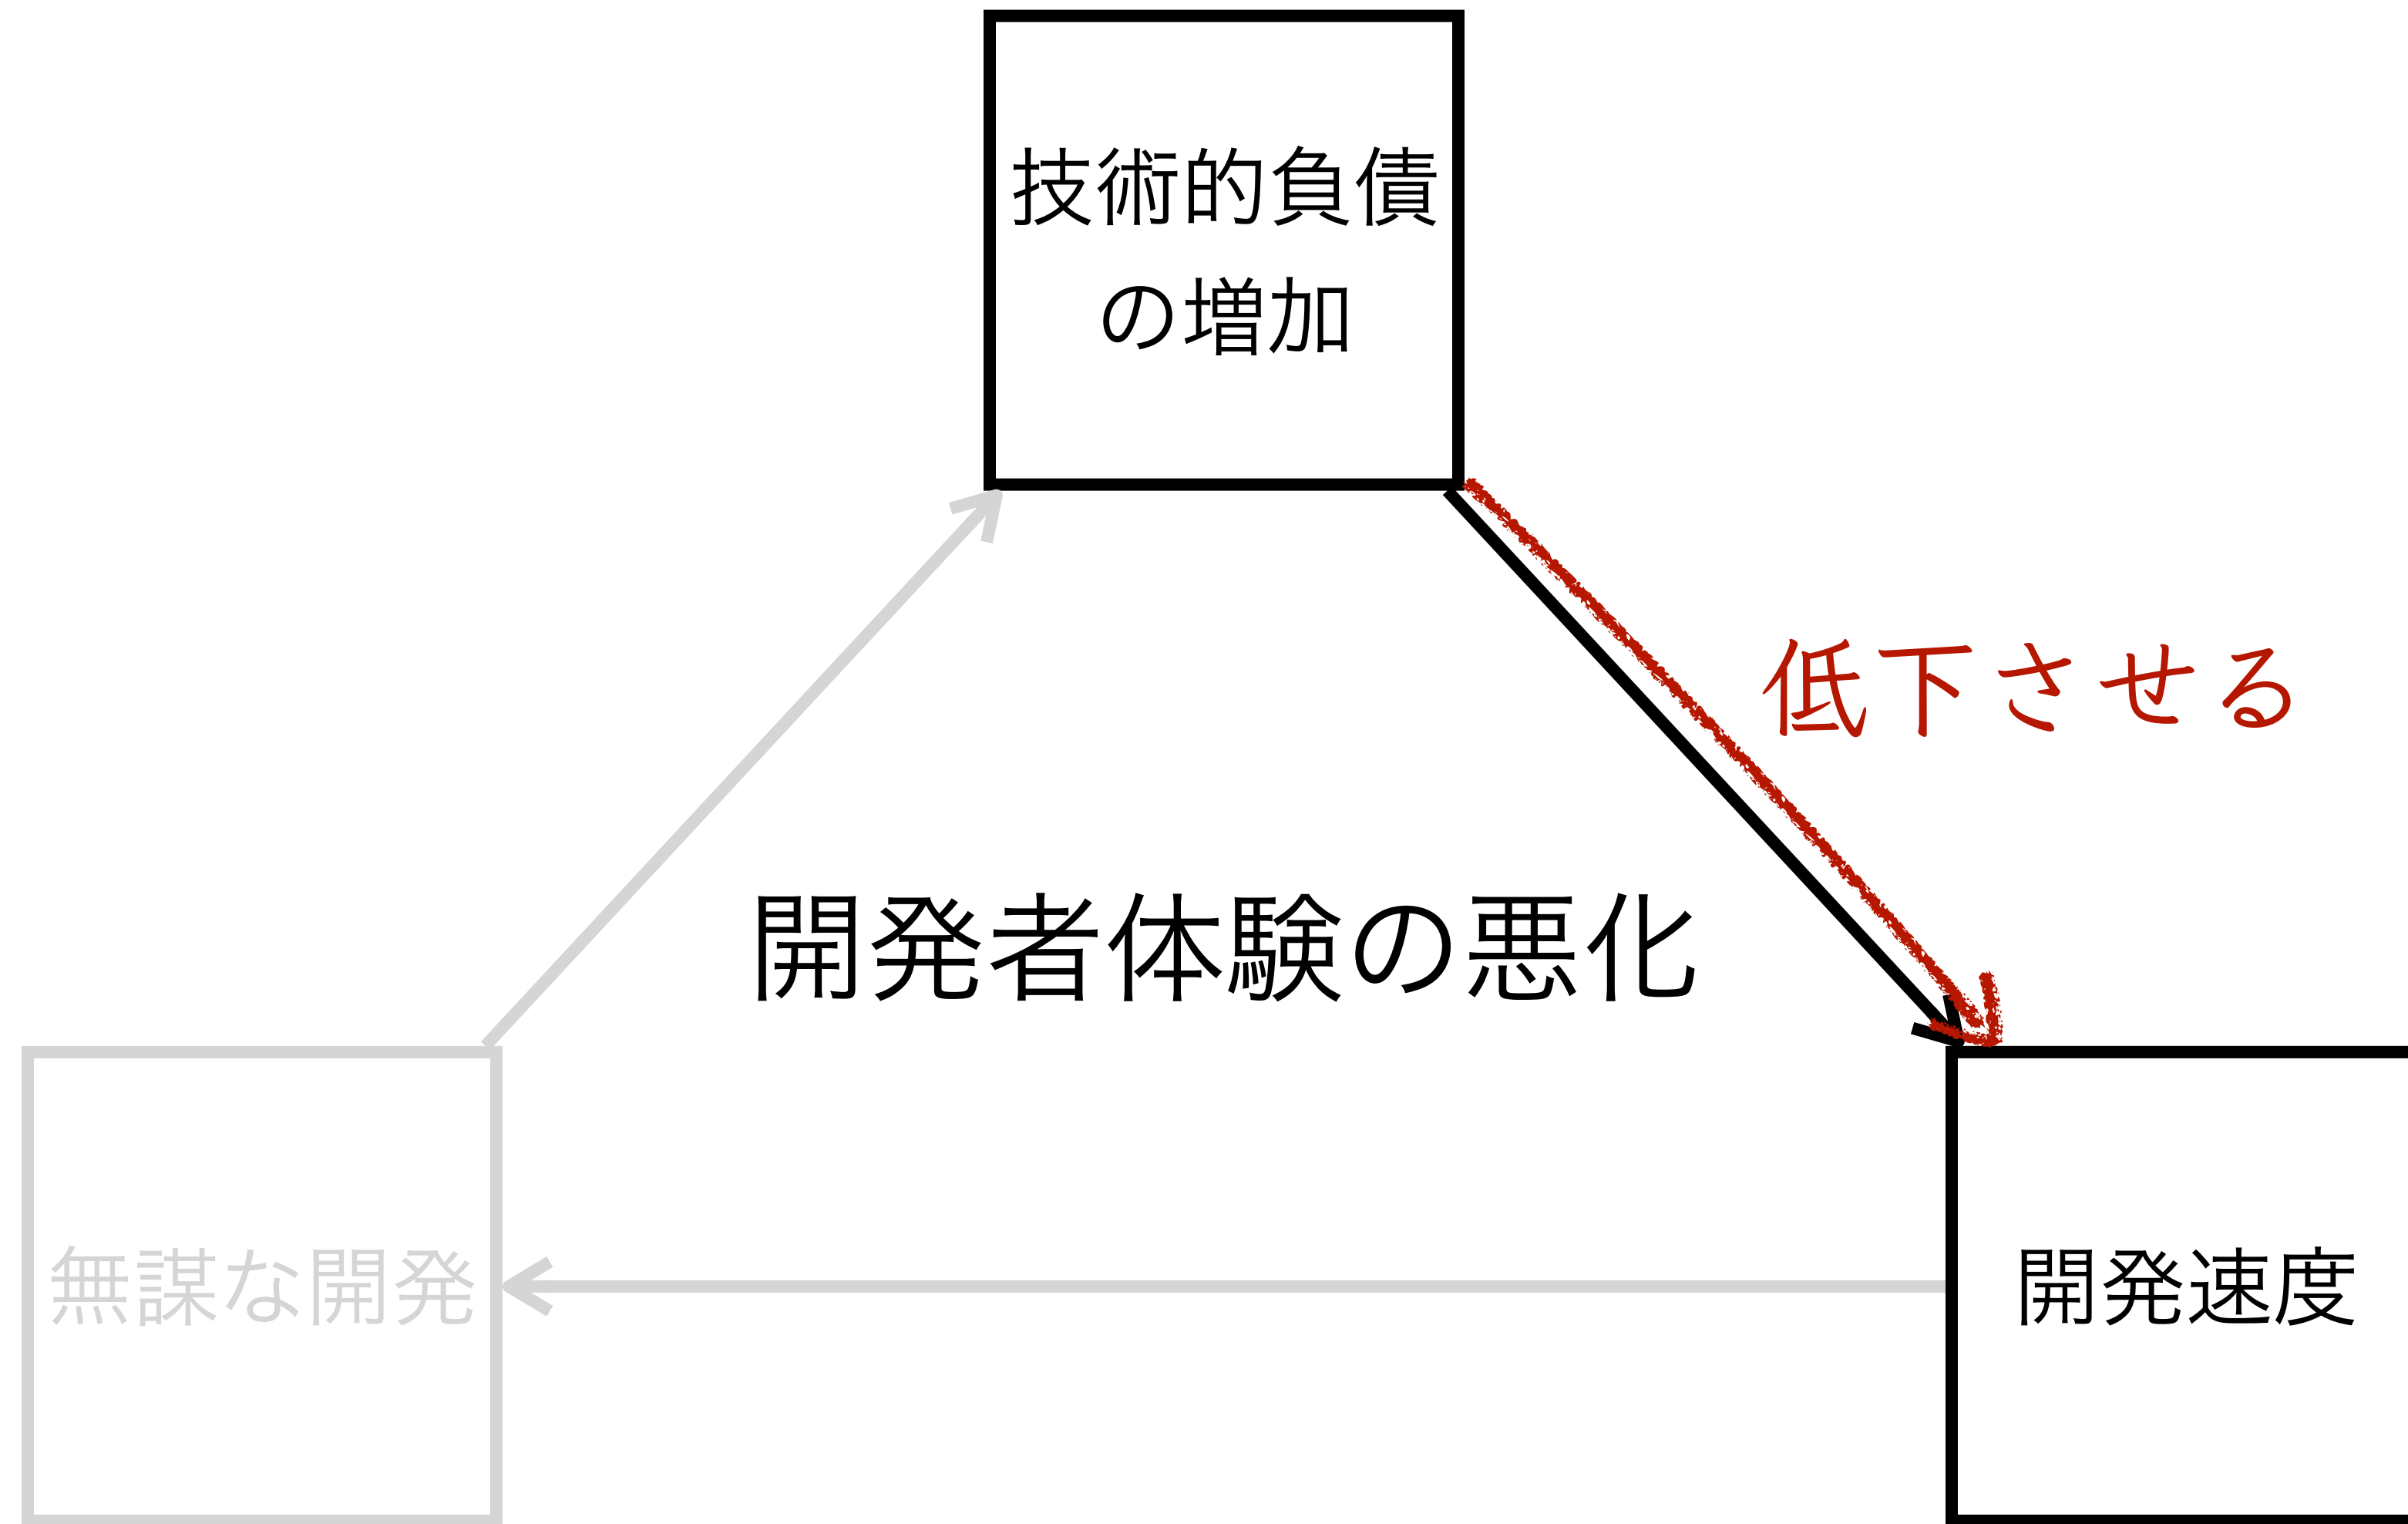 技術的負債
の増加
低下させる
開発者体験の悪化
無謀な開発
開発速度